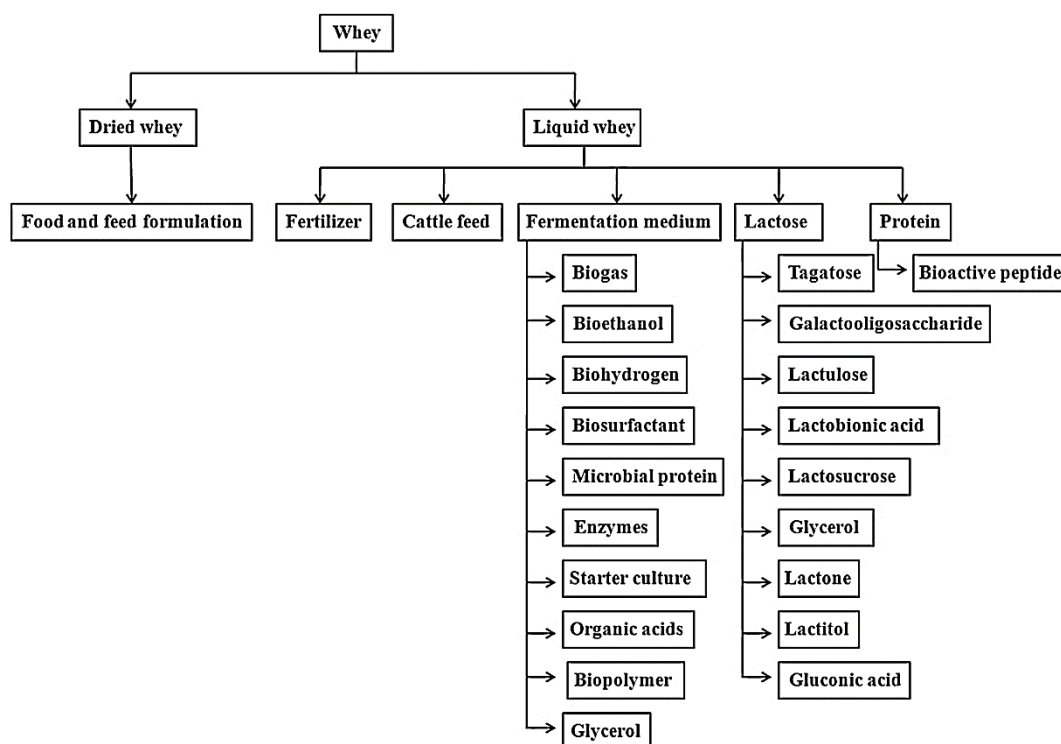 Whey
Dried whey
Liquid whey
Food and feed formulation
Fertilizer
Cattle feed
Fermentation medium
Lactose
Protein
Biogas
Bioethanol
Biohydrogen
Biosurfactant
Microbial protein
Enzymes
Starter culture
Organic acids
Biopolymer
Glycerol
Tagatose
Galactooligosaccharide
Lactulose
Lactobionic acid
Lactosucrose
Glycerol
Lactone
Lactitol
Gluconic acid
Bioactive peptide